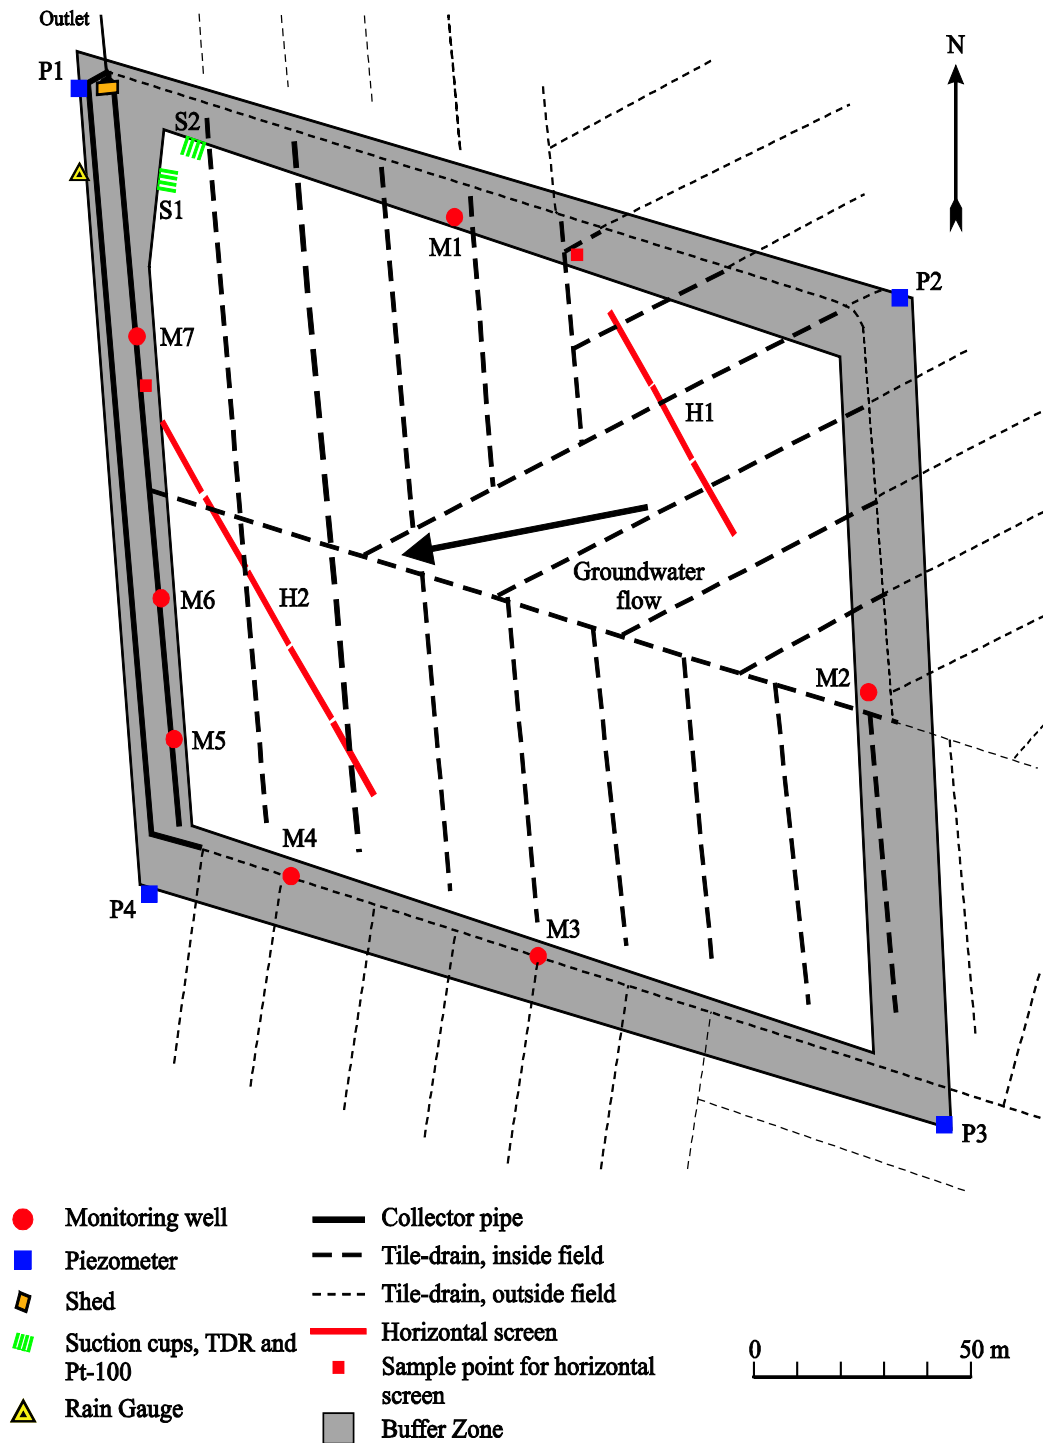 Outlet
N
P1
S2
S1
M1
P2
M7
H1
Groundwater
flow
M6
H2
M2
M5
M4
M3
P4
P3
Monitoring well
Piezometer
Shed
Suction cups, TDR and
Pt-100
Rain Gauge
Collector pipe
Tile-drain, inside field
Tile-drain, outside field
Horizontal screen
Sample point for horizontal
screen
Buffer Zone
0 50 m